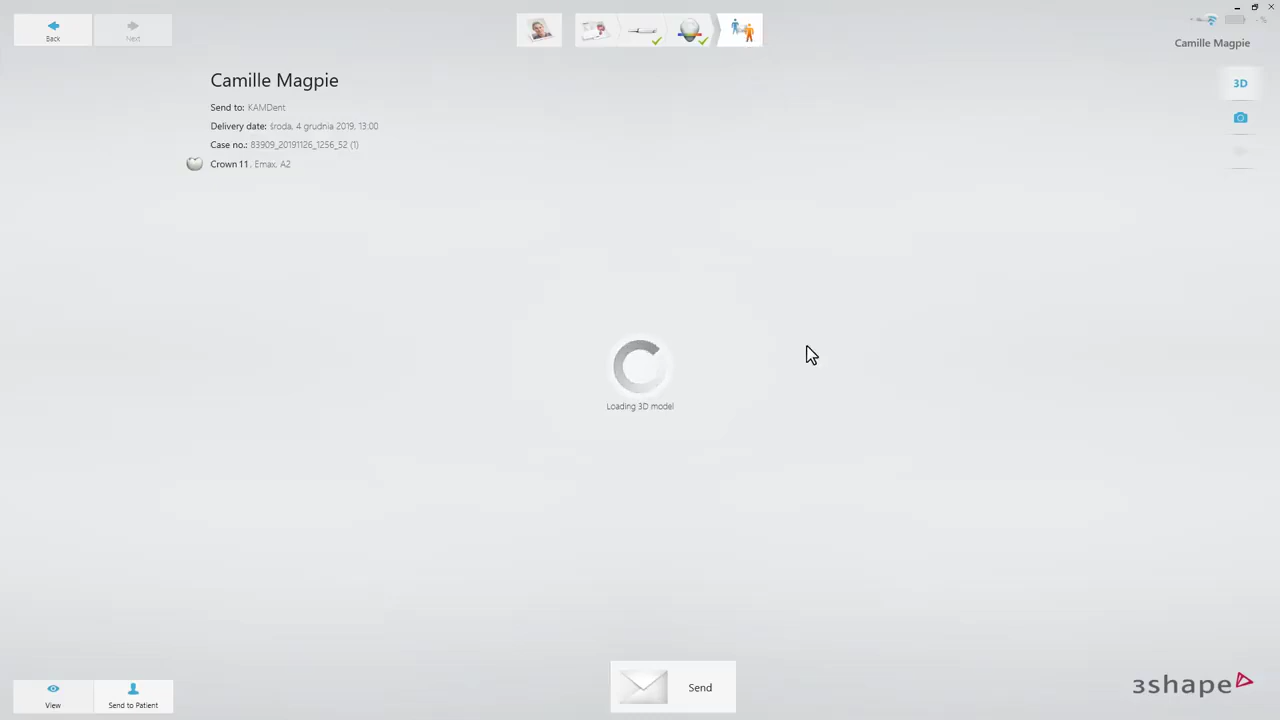 Back
Next
Camille Magpie
Camille Magpie
Send to: KAMDent
Delivery date: środa, 4 grudnia 2019, 13:00
Case no.: 83909_20191126_1256_52 (1)
Crown 11, Emax, A2
3D
Loading 3D model
View
Send to Patient
Send
3shape